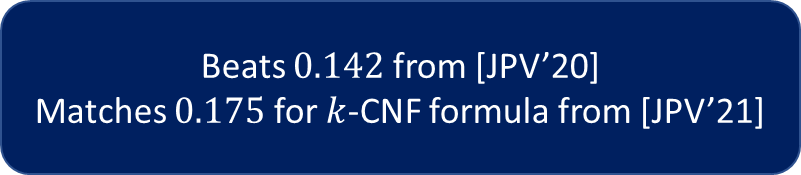 Beats 0.142 from [JPV’20]
Matches 0.175 for k-CNF formula from [JPV’21]